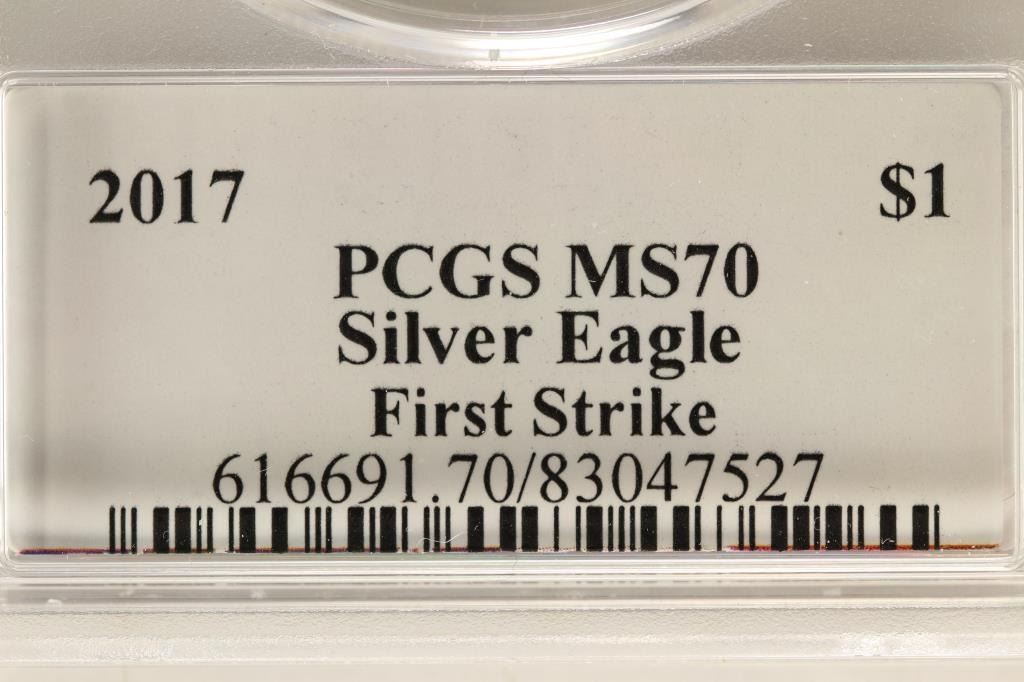 2017 $1
PCGS MS70
Silver Eagle
First Strike
616691.70/83047527